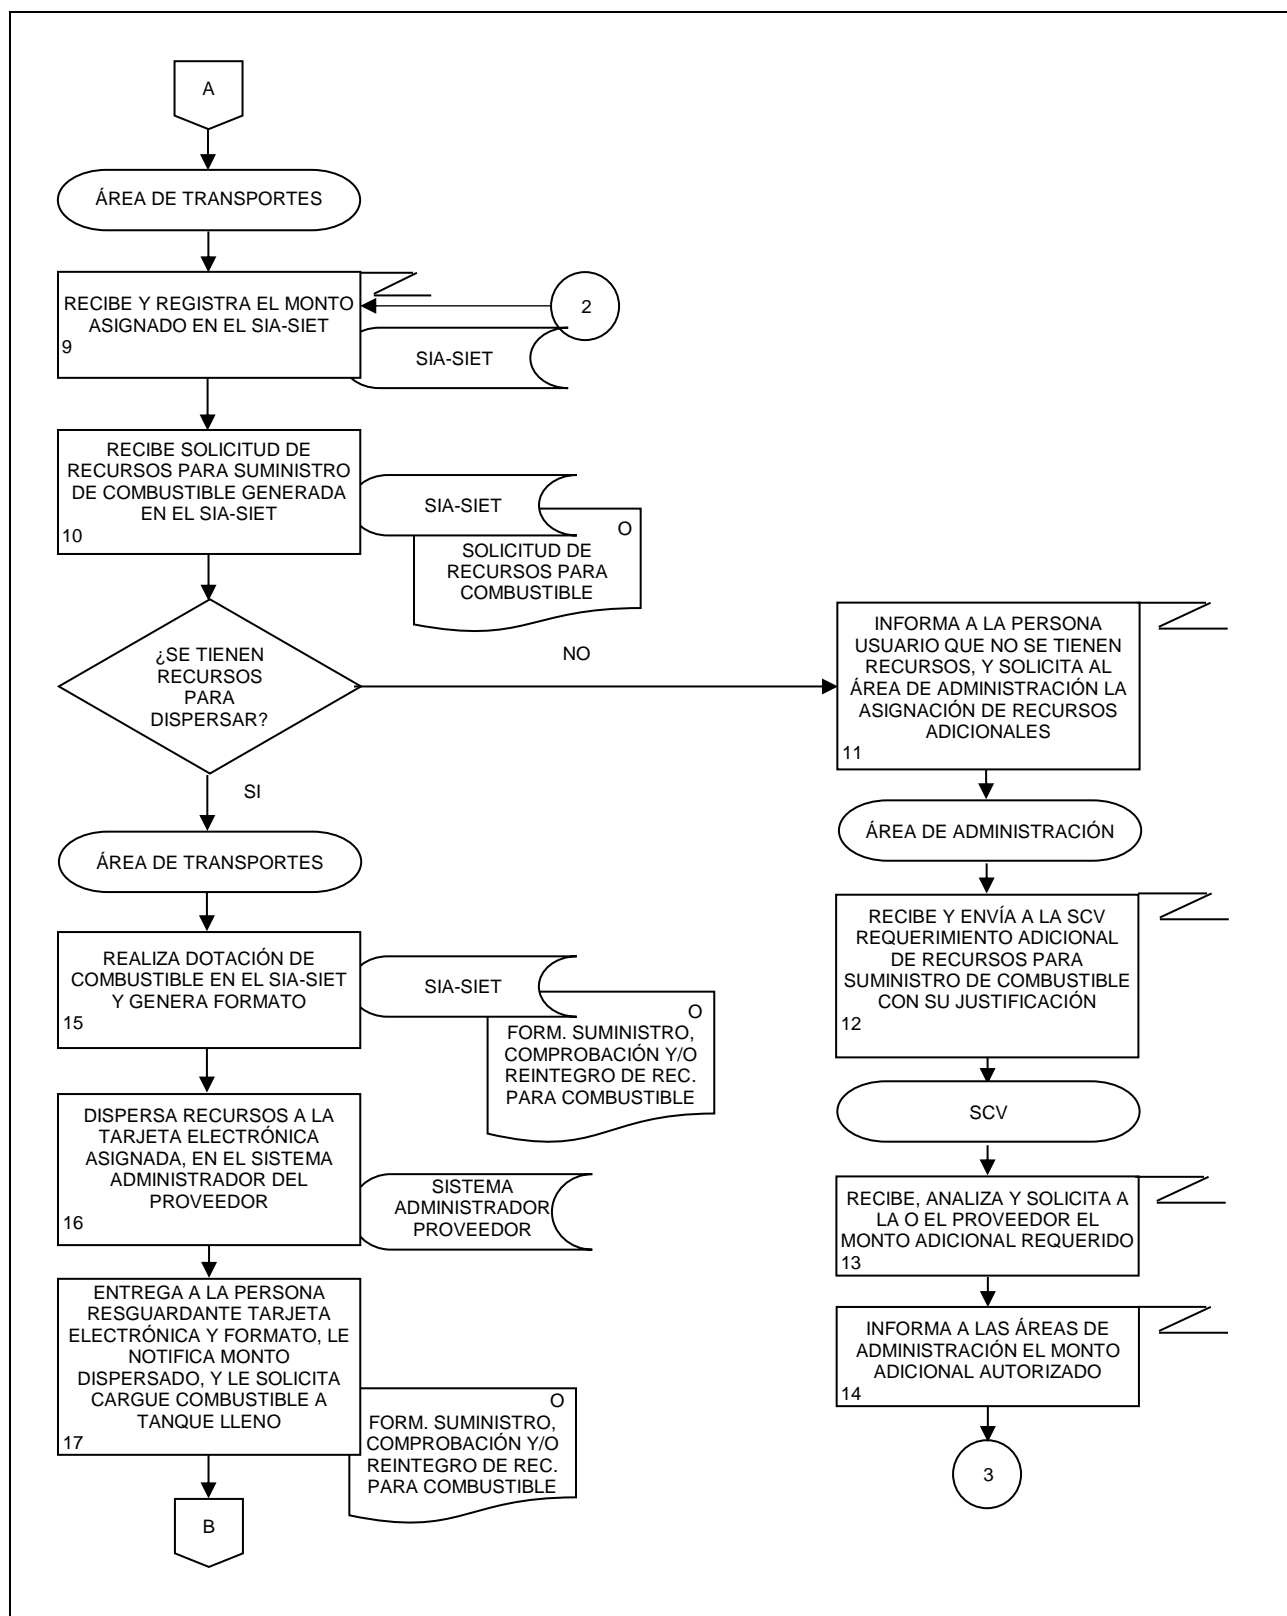 A
ÁREA DE TRANSPORTES
RECIBE Y REGISTRA EL MONTO
ASIGNADO EN EL SIA-SIET
9
2
SIA-SIET
RECIBE SOLICITUD DE
RECURSOS PARA SUMINISTRO
DE COMBUSTIBLE GENERADA
EN EL SIA-SIET
10
SIA-SIET
O
SOLICITUD DE
RECURSOS PARA
COMBUSTIBLE
¿SE TIENEN
RECURSOS
PARA
DISPERSAR?
NO
SI
INFORMA A LA PERSONA
USUARIO QUE NO SE TIENEN
RECURSOS, Y SOLICITA AL
ÁREA DE ADMINISTRACIÓN LA
ASIGNACIÓN DE RECURSOS
ADICIONALES
11
ÁREA DE ADMINISTRACIÓN
RECIBE Y ENVÍA A LA SCV
REQUERIMIENTO ADICIONAL
DE RECURSOS PARA
SUMINISTRO DE COMBUSTIBLE
CON SU JUSTIFICACIÓN
12
SCV
RECIBE, ANALIZA Y SOLICITA A
LA O EL PROVEEDOR EL
MONTO ADICIONAL REQUERIDO
13
INFORMA A LAS ÁREAS DE
ADMINISTRACIÓN EL MONTO
ADICIONAL AUTORIZADO
14
3
ÁREA DE TRANSPORTES
REALIZA DOTACIÓN DE
COMBUSTIBLE EN EL SIA-SIET
Y GENERA FORMATO
15
SIA-SIET
O
FORM. SUMINISTRO,
COMPROBACIÓN Y/O
REINTEGRO DE REC.
PARA COMBUSTIBLE
DISPERSA RECURSOS A LA
TARJETA ELECTRÓNICA
ASIGNADA, EN EL SISTEMA
ADMINISTRADOR DEL
PROVEEDOR
16
SISTEMA
ADMINISTRADOR
PROVEEDOR
ENTREGA A LA PERSONA
RESGUARDANTE TARJETA
ELECTRÓNICA Y FORMATO, LE
NOTIFICA MONTO
DISPERSADO, Y LE SOLICITA
CARGUE COMBUSTIBLE A
TANQUE LLENO
17
O
FORM. SUMINISTRO,
COMPROBACIÓN Y/O
REINTEGRO DE REC.
PARA COMBUSTIBLE
B